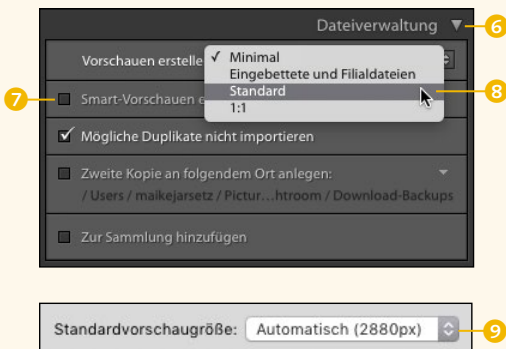 Dateiverwaltung ▼ 6
Vorschauen erstelle
✓ Minimal
Eingebettete und Filialdateien
Standard 8
1:1
7 Smart-Vorschauen e
Mögliche Duplikate nicht importieren
Zweite Kopie an folgendem Ort anlegen:
/ Users / maikejarsetz / Pictur...htroom / Download-Backups
Zur Sammlung hinzufügen
Standardvorschaugröße: Automatisch (2880px) 9